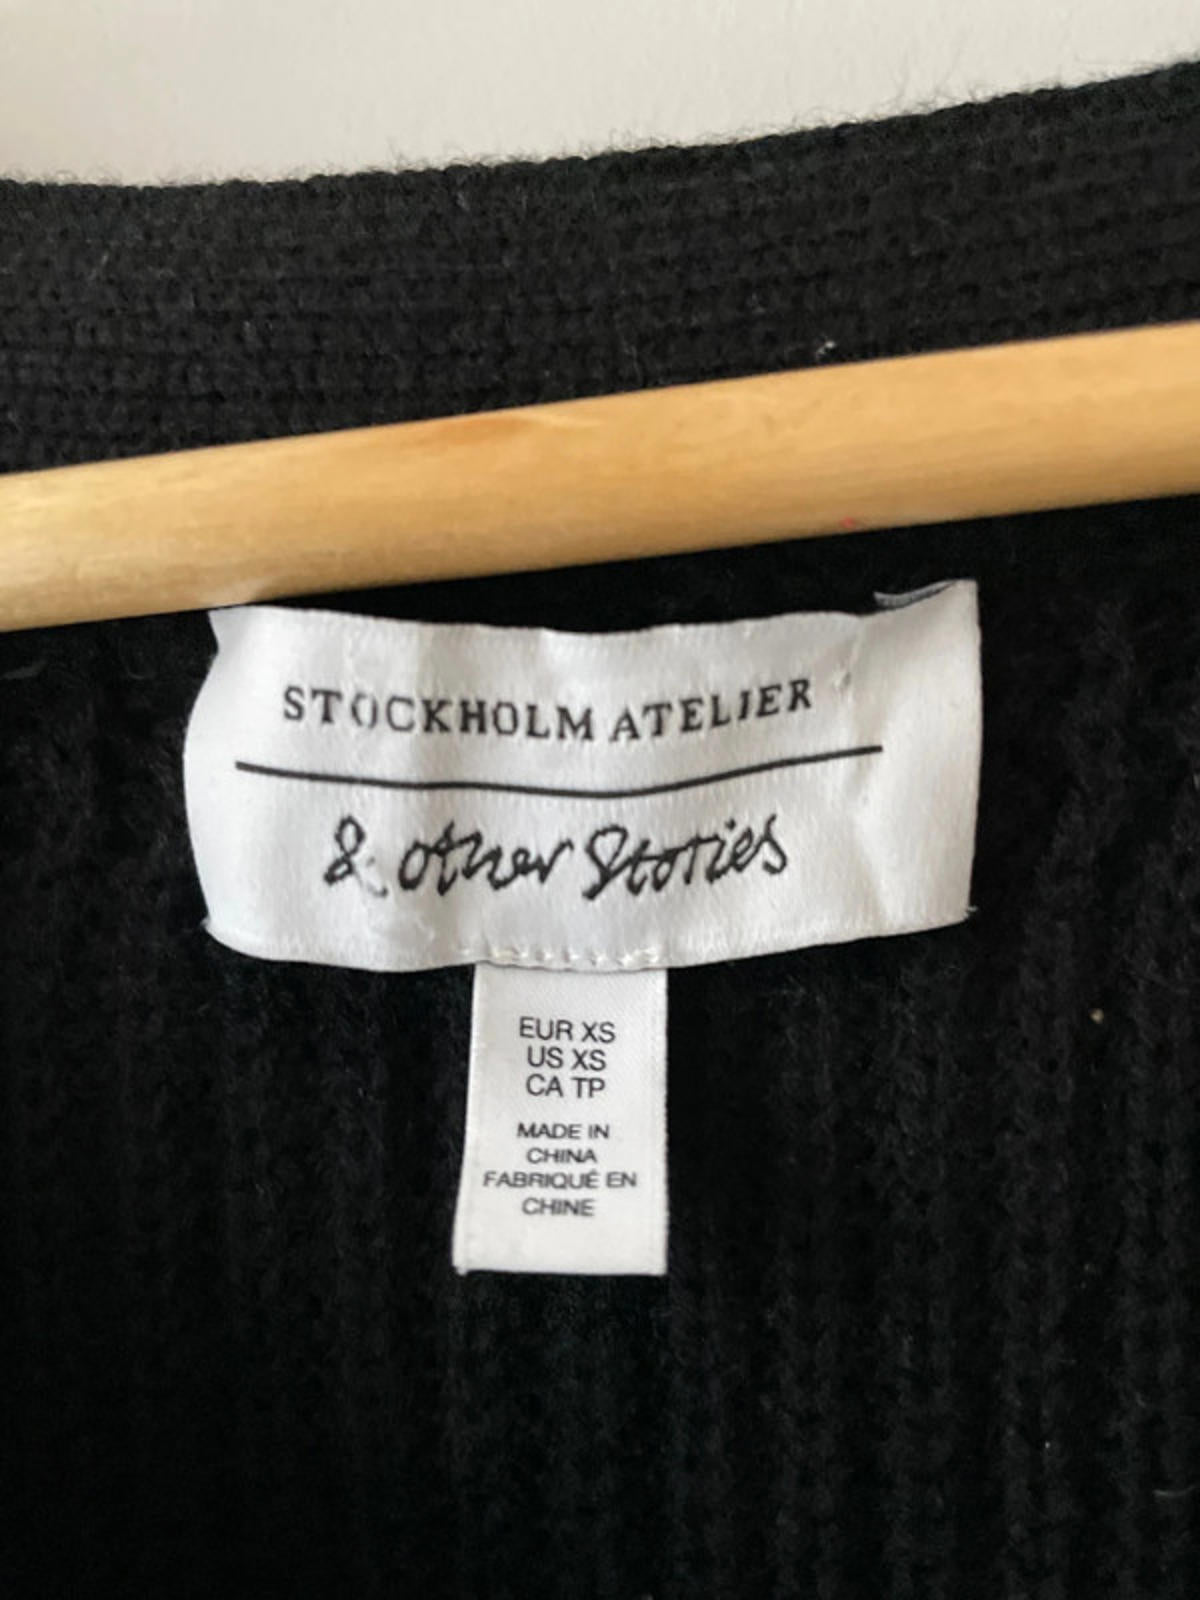 STOCKHOLM ATELIER
& other Stories
EUR XS
US XS
CA TP
MADE IN
CHINA
FABRIQUÉ EN
CHINE